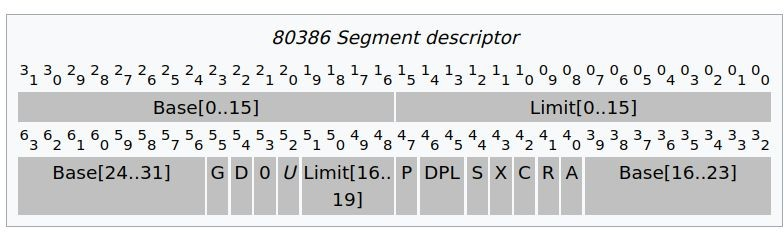 80386 Segment descriptor
31 30 29 28 27 26 25 24 23 22 21 20 19 18 17 16 15 14 13 12 11 10 09 08 07 06 05 04 03 02 01 00
Base[0..15] Limit[0..15]
63 62 61 60 59 58 57 56 55 54 53 52 51 50 49 48 47 46 45 44 43 42 41 40 39 38 37 36 35 34 33 32
Base[24..31] G D 0 U Limit[16.. P DPL S X C R A Base[16..23]
19]